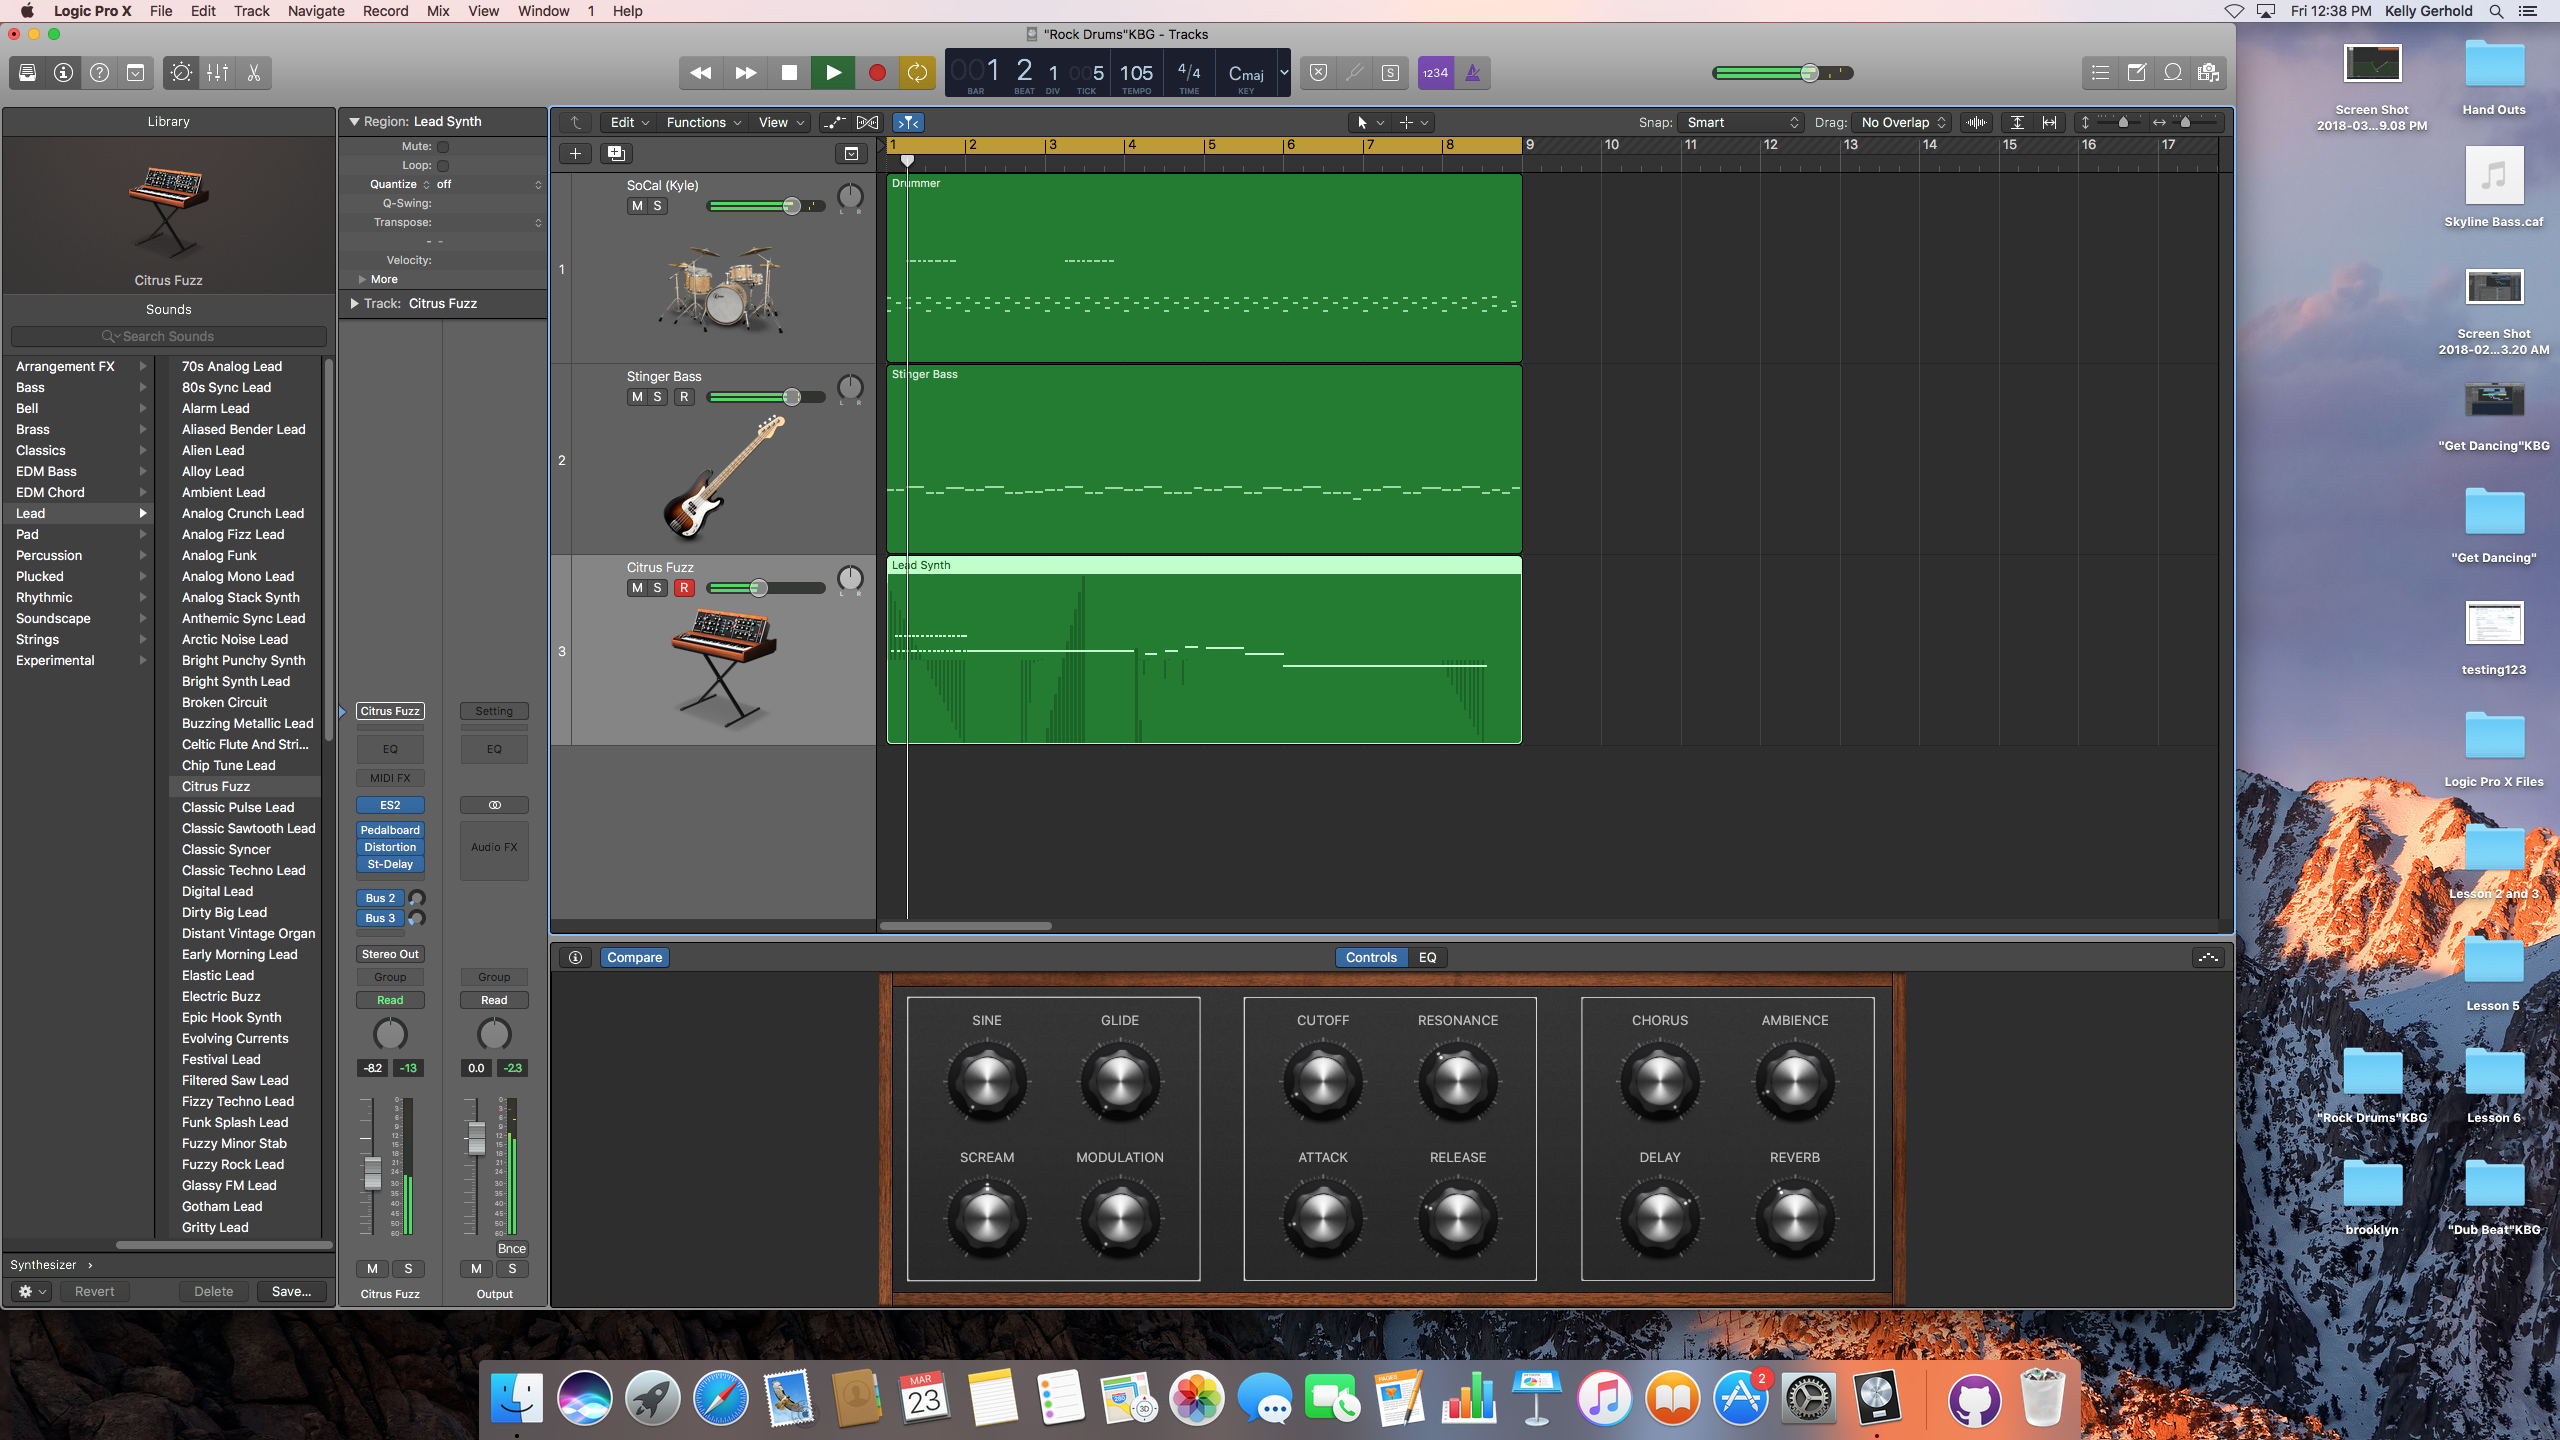 Logic Pro X File Edit Track Navigate Record Mix View Window 1 Help
Fri 12:38 PM Kelly Gerhold
"Rock Drums"KBG - Tracks
001 2 1 005 105 4/4 Cmaj
BAR BEAT DIV TICK TEMPO TIME KEY
S
1234
Library
Citrus Fuzz
Sounds
Search Sounds
Arrangement FX
Bass
Bell
Brass
Classics
EDM Bass
EDM Chord
Lead
Pad
Percussion
Plucked
Rhythmic
Soundscape
Strings
Experimental
70s Analog Lead
80s Sync Lead
Alarm Lead
Aliased Bender Lead
Alien Lead
Alloy Lead
Ambient Lead
Analog Crunch Lead
Analog Fizz Lead
Analog Funk
Analog Mono Lead
Analog Stack Synth
Anthemic Sync Lead
Arctic Noise Lead
Bright Punchy Synth
Bright Synth Lead
Broken Circuit
Buzzing Metallic Lead
Celtic Flute And Stri...
Chip Tune Lead
Citrus Fuzz
Classic Pulse Lead
Classic Sawtooth Lead
Classic Syncer
Classic Techno Lead
Digital Lead
Dirty Big Lead
Distant Vintage Organ
Early Morning Lead
Elastic Lead
Electric Buzz
Epic Hook Synth
Evolving Currents
Festival Lead
Filtered Saw Lead
Fizzy Techno Lead
Funk Splash Lead
Fuzzy Minor Stab
Fuzzy Rock Lead
Glassy FM Lead
Gotham Lead
Gritty Lead
Synthesizer
Revert Delete Save...
Region: Lead Synth
Mute:
Loop:
Quantize off
Q-Swing:
Transpose:
- -
Velocity:
More
Track: Citrus Fuzz
Citrus Fuzz Setting
EQ EQ
MIDI FX
ES2
Pedalboard
Distortion
St-Delay
Audio FX
Bus 2
Bus 3
Stereo Out
Group Group
Read Read
-8.2 -13 0.0 -2.3
Bnce
M S M S
Citrus Fuzz Output
Edit Functions View
Snap: Smart Drag: No Overlap
1 2 3 4 5 6 7 8 9 10 11 12 13 14 15 16 17
1
SoCal (Kyle)
M S
L R
Drummer
2
Stinger Bass
M S R
L R
Stinger Bass
3
Citrus Fuzz
M S R
L R
Lead Synth
Compare
Controls EQ
SINE GLIDE CUTOFF RESONANCE CHORUS AMBIENCE
SCREAM MODULATION ATTACK RELEASE DELAY REVERB
Screen Shot
2018-03...9.08 PM
Hand Outs
Skyline Bass.caf
Screen Shot
2018-02...3.20 AM
"Get Dancing"KBG
"Get Dancing"
testing123
Logic Pro X Files
Lesson 2 and 3
Lesson 5
"Rock Drums"KBG
Lesson 6
brooklyn
"Dub Beat"KBG
MAR
23
3D
PAGES
2